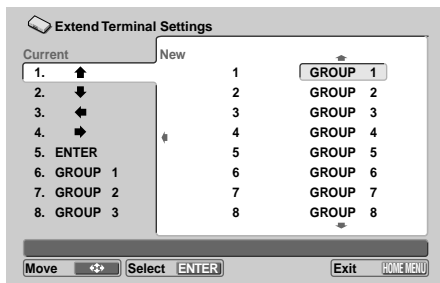 Extend Terminal Settings
Current New
1. ⬆ 1 GROUP 1
2. ⬇ 2 GROUP 2
3. ⬅ 3 GROUP 3
4. ➡ 4 GROUP 4
5. ENTER 5 GROUP 5
6. GROUP 1 6 GROUP 6
7. GROUP 2 7 GROUP 7
8. GROUP 3 8 GROUP 8
Move Select ENTER Exit HOME MENU